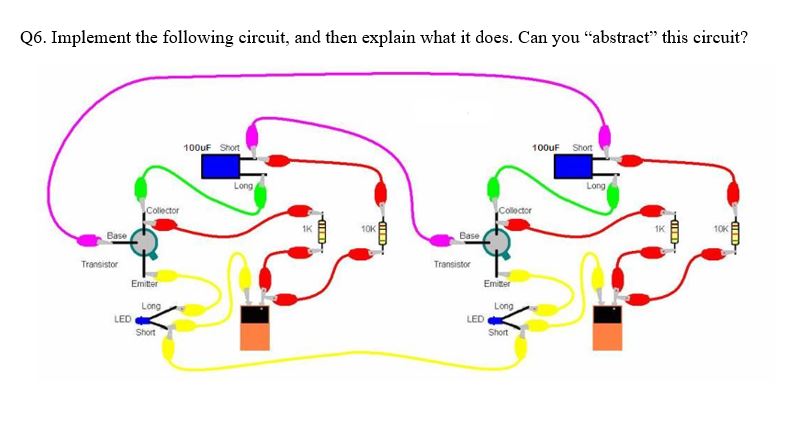 Q6. Implement the following circuit, and then explain what it does. Can you “abstract” this circuit?
100uF Short
100uF Short
Long
Long
Collector
Collector
1K
10K
1K
10K
Base
Base
Transistor
Transistor
Emitter
Emitter
Long
Long
LED
LED
Short
Short